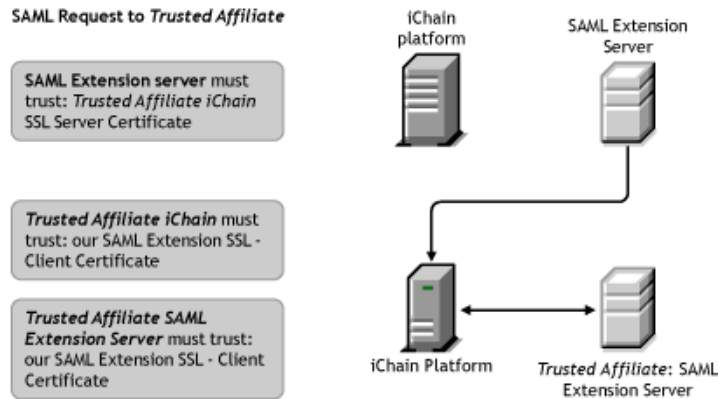 SAML Request to Trusted Affiliate
iChain
platform
SAML Extension
Server
SAML Extension server must
trust: Trusted Affiliate iChain
SSL Server Certificate
Trusted Affiliate iChain must
trust: our SAML Extension SSL -
Client Certificate
Trusted Affiliate SAML
Extension Server must trust:
our SAML Extension SSL - Client
Certificate
iChain Platform
Trusted Affiliate: SAML
Extension Server